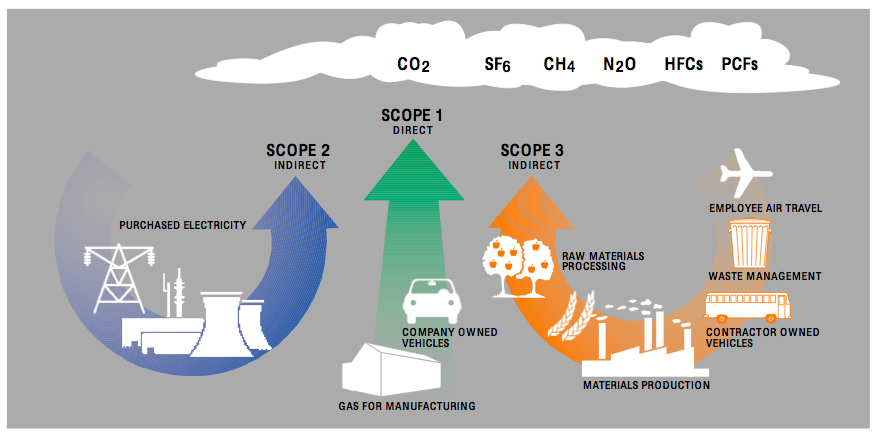 CO2 SF6 CH4 N2O HFCs PCFs
SCOPE 1
DIRECT
SCOPE 2
INDIRECT
SCOPE 3
INDIRECT
PURCHASED ELECTRICITY
COMPANY OWNED
VEHICLES
GAS FOR MANUFACTURING
RAW MATERIALS
PROCESSING
MATERIALS PRODUCTION
EMPLOYEE AIR TRAVEL
WASTE MANAGEMENT
CONTRACTOR OWNED
VEHICLES